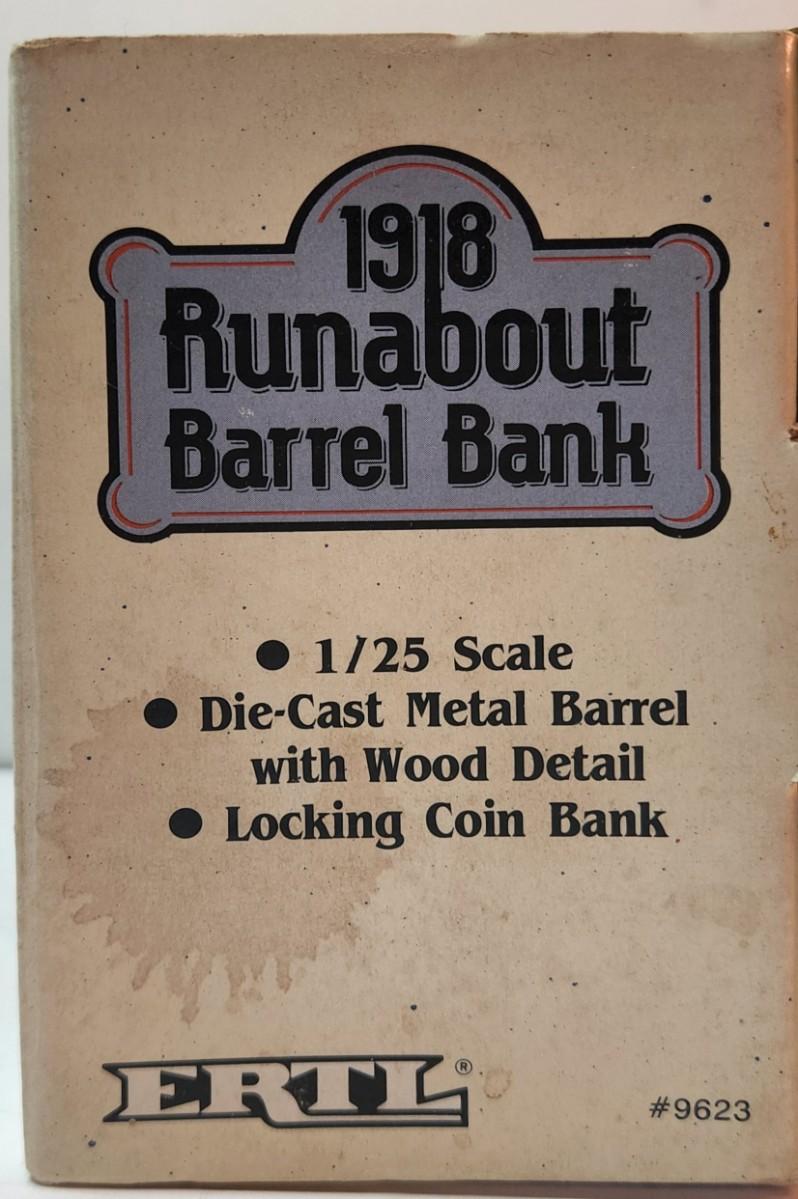 1918
Runabout
Barrel Bank
● 1/25 Scale
● Die-Cast Metal Barrel
with Wood Detail
● Locking Coin Bank
ERTL®
#9623